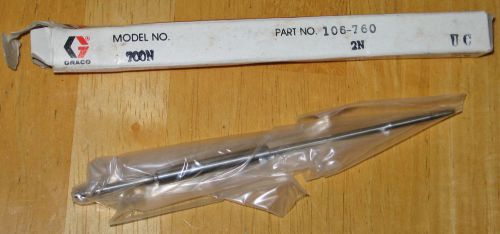 MODEL NO. PART NO. 106-760
GRACO 700N 2N U C